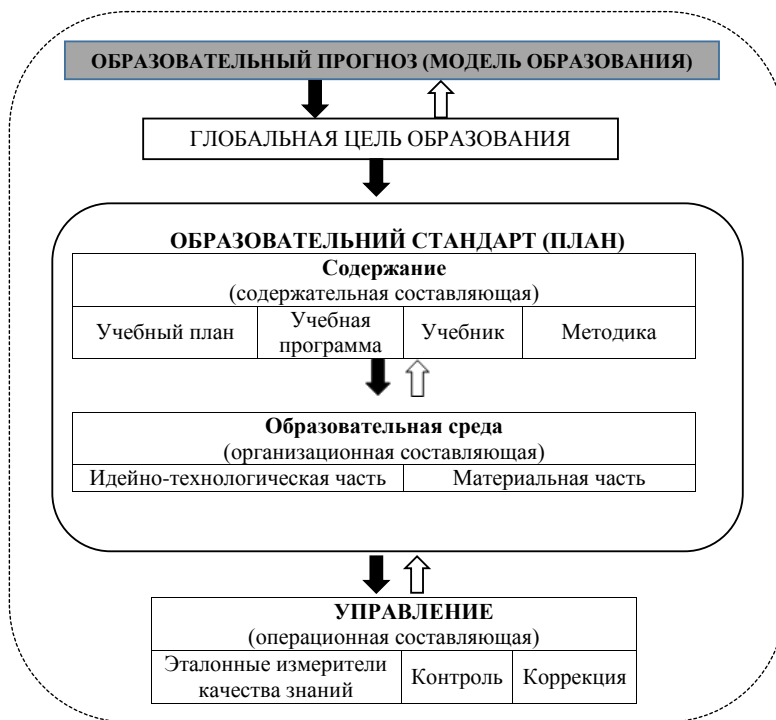 ОБРАЗОВАТЕЛЬНЫЙ ПРОГНОЗ (МОДЕЛЬ ОБРАЗОВАНИЯ)
ГЛОБАЛЬНАЯ ЦЕЛЬ ОБРАЗОВАНИЯ
ОБРАЗОВАТЕЛЬНИЙ СТАНДАРТ (ПЛАН)
Содержание
(содержательная составляющая)
Учебный план
Учебная
программа
Учебник
Методика
Образовательная среда
(организационная составляющая)
Идейно-технологическая часть
Материальная часть
УПРАВЛЕНИЕ
(операционная составляющая)
Эталонные измерители
качества знаний
Контроль
Коррекция